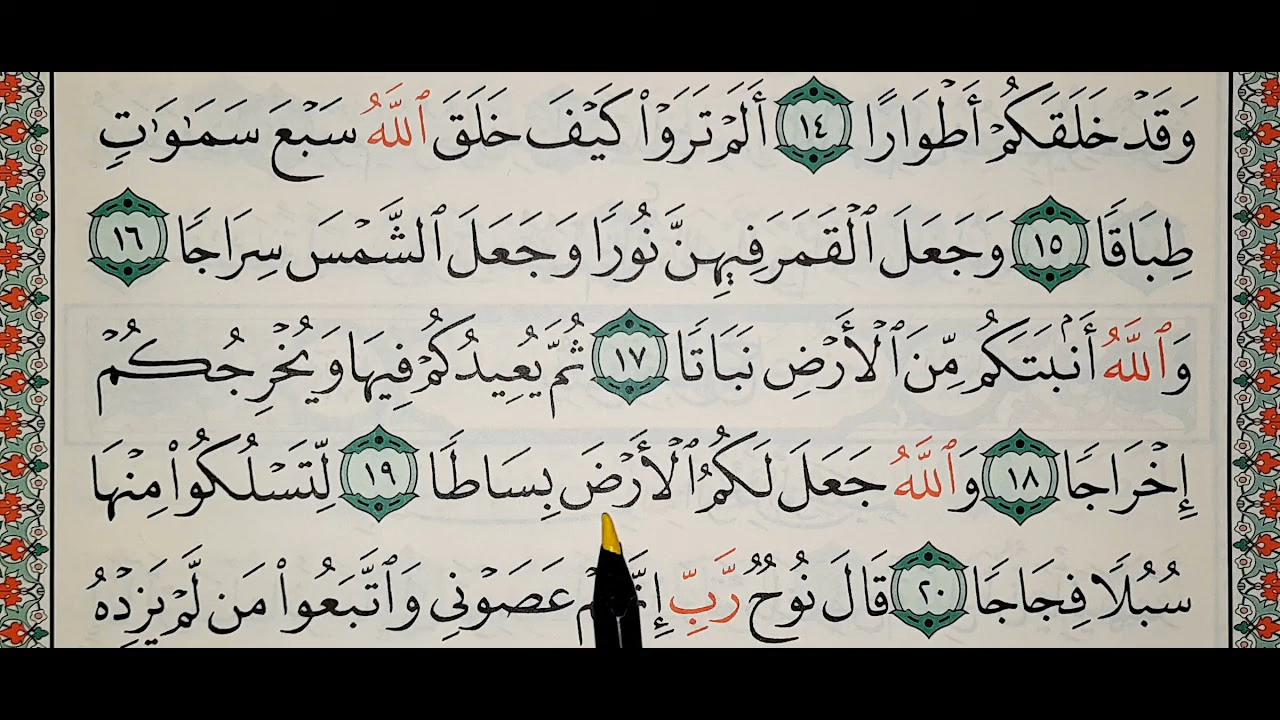 وَقَدْ خَلَقَكُمْ أَطْوَارًا ١٤ أَلَمْ تَرَوْا۟ كَيْفَ خَلَقَ ٱللَّهُ سَبْعَ سَمَـٰوَٰتٍ
طِبَاقًا ١٥ وَجَعَلَ ٱلْقَمَرَ فِيهِنَّ نُورًا وَجَعَلَ ٱلشَّمْسَ سِرَاجًا ١٦
وَٱللَّهُ أَنۢبَتَكُم مِّنَ ٱلْأَرْضِ نَبَاتًا ١٧ ثُمَّ يُعِيدُكُمْ فِيهَا وَيُخْرِجُكُمْ
إِخْرَاجًا ١٨ وَٱللَّهُ جَعَلَ لَكُمُ ٱلْأَرْضَ بِسَاطًا ١٩ لِّتَسْلُكُوا۟ مِنْهَا
سُبُلًا فِجَاجًا ٢٠ قَالَ نُوحٌ رَّبِّ عَصَوْنِى وَٱتَّبَعُوا۟ مَن لَّمْ يَزِدْهُ